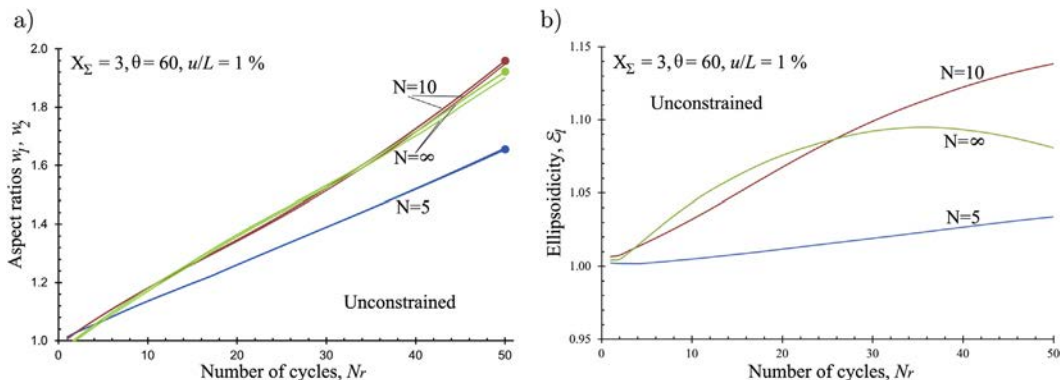 a)
X_Σ = 3, θ = 60, u/L = 1 %
N=10
N=∞
N=5
Unconstrained
Aspect ratios w₁, w₂
2.0
1.8
1.6
1.4
1.2
1.0
0
10
20
30
40
50
Number of cycles, Nᵣ
b)
X_Σ = 3, θ = 60, u/L = 1 %
Unconstrained
N=10
N=∞
N=5
Ellipsoidicity, ℰ₁
1.15
1.10
1.05
1.00
0.95
0
10
20
30
40
50
Number of cycles, Nᵣ